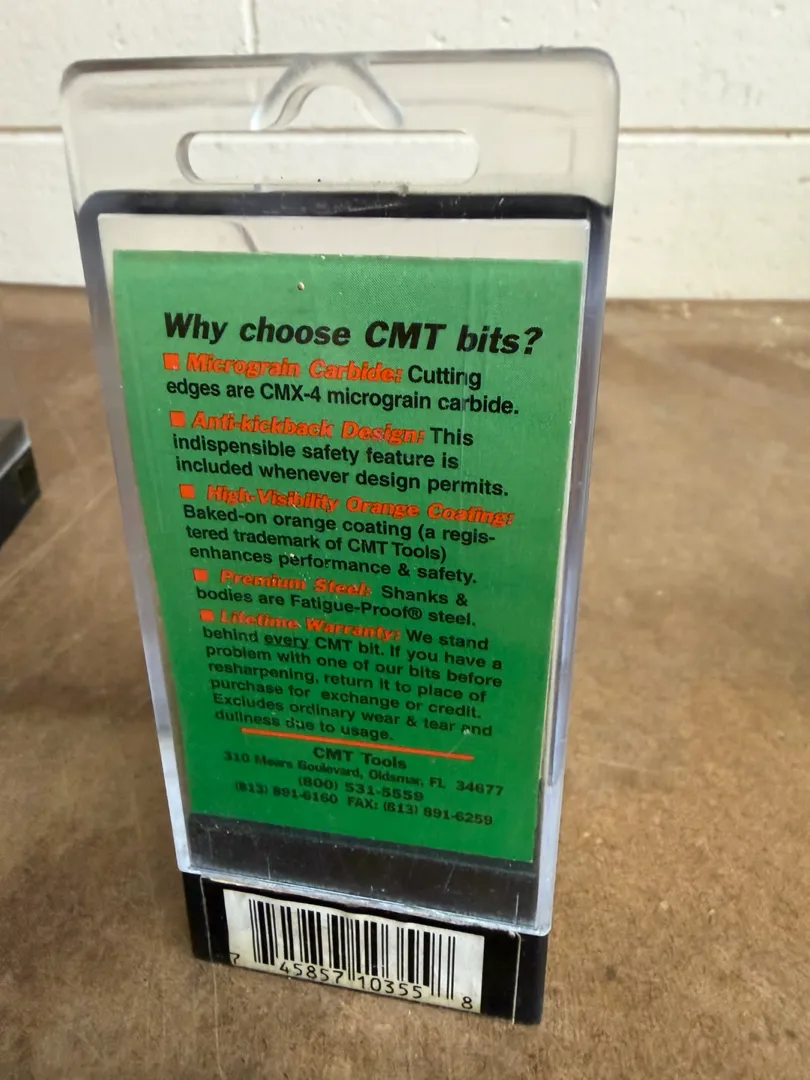 Why choose CMT bits?
■ Micrograin Carbide: Cutting
edges are CMX-4 micrograin carbide.
■ Anti-kickback Design: This
indispensible safety feature is
included whenever design permits.
■ High-Visibility Orange Coating:
Baked-on orange coating (a regis-
tered trademark of CMT Tools)
enhances performance & safety.
■ Premium Steel: Shanks &
bodies are Fatigue-Proof® steel.
■ Lifetime Warranty: We stand
behind every CMT bit. If you have a
problem with one of our bits before
resharpening, return it to place of
purchase for exchange or credit.
Excludes ordinary wear & tear and
dullness due to usage.
CMT Tools
310 Mears Boulevard, Oldsmar, FL 34677
(800) 531-5559
(813) 891-6160 FAX: (813) 891-6259
7 45857 10355 8